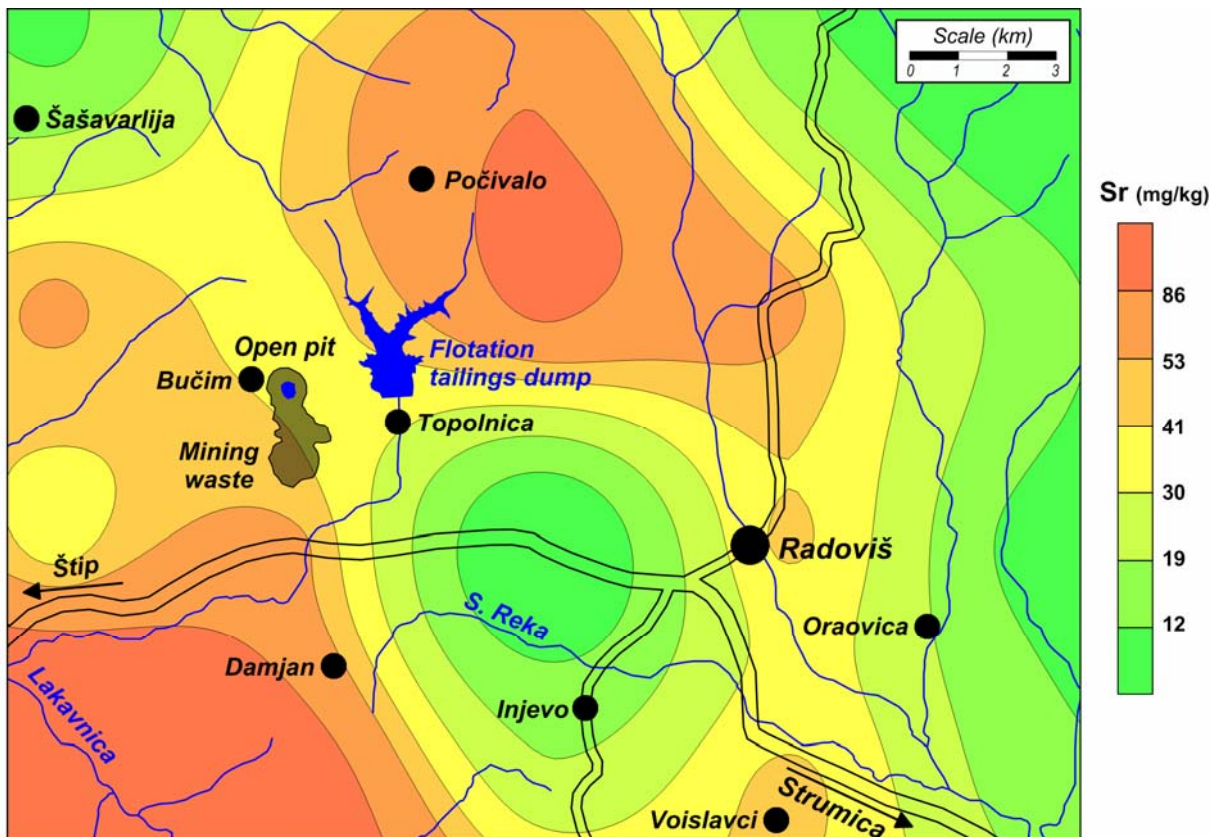 Scale (km)
0 1 2 3
Šašavarlija
Počivalo
Sr (mg/kg)
86
53
41
30
19
12
Open pit
Bučim
Flotation
tailings dump
Topolnica
Mining
waste
Radoviš
Štip
S. Reka
Oraovica
Damjan
Lakavnica
Injevo
Strumica
Voislavci